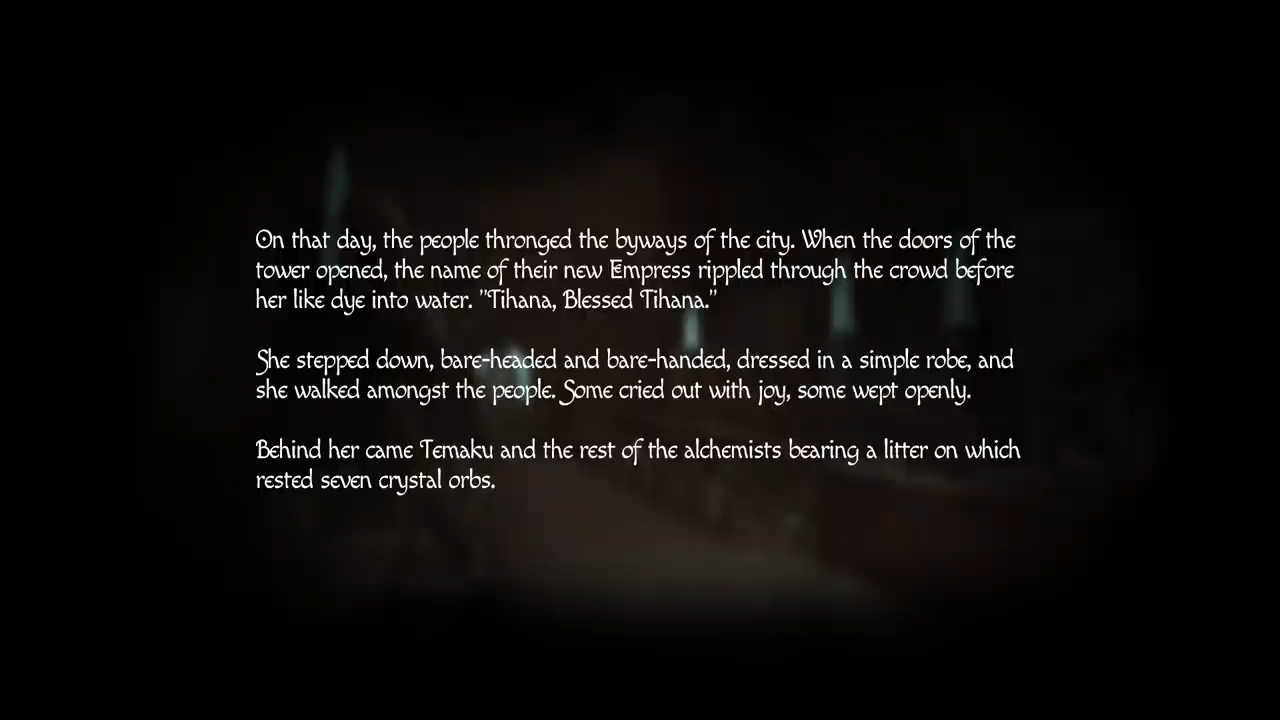 On that day, the people thronged the byways of the city. When the doors of the
tower opened, the name of their new Empress rippled through the crowd before
her like dye into water. "Tihana, Blessed Tihana."
She stepped down, bare-headed and bare-handed, dressed in a simple robe, and
she walked amongst the people. Some cried out with joy, some wept openly.
Behind her came Temaku and the rest of the alchemists bearing a litter on which
rested seven crystal orbs.